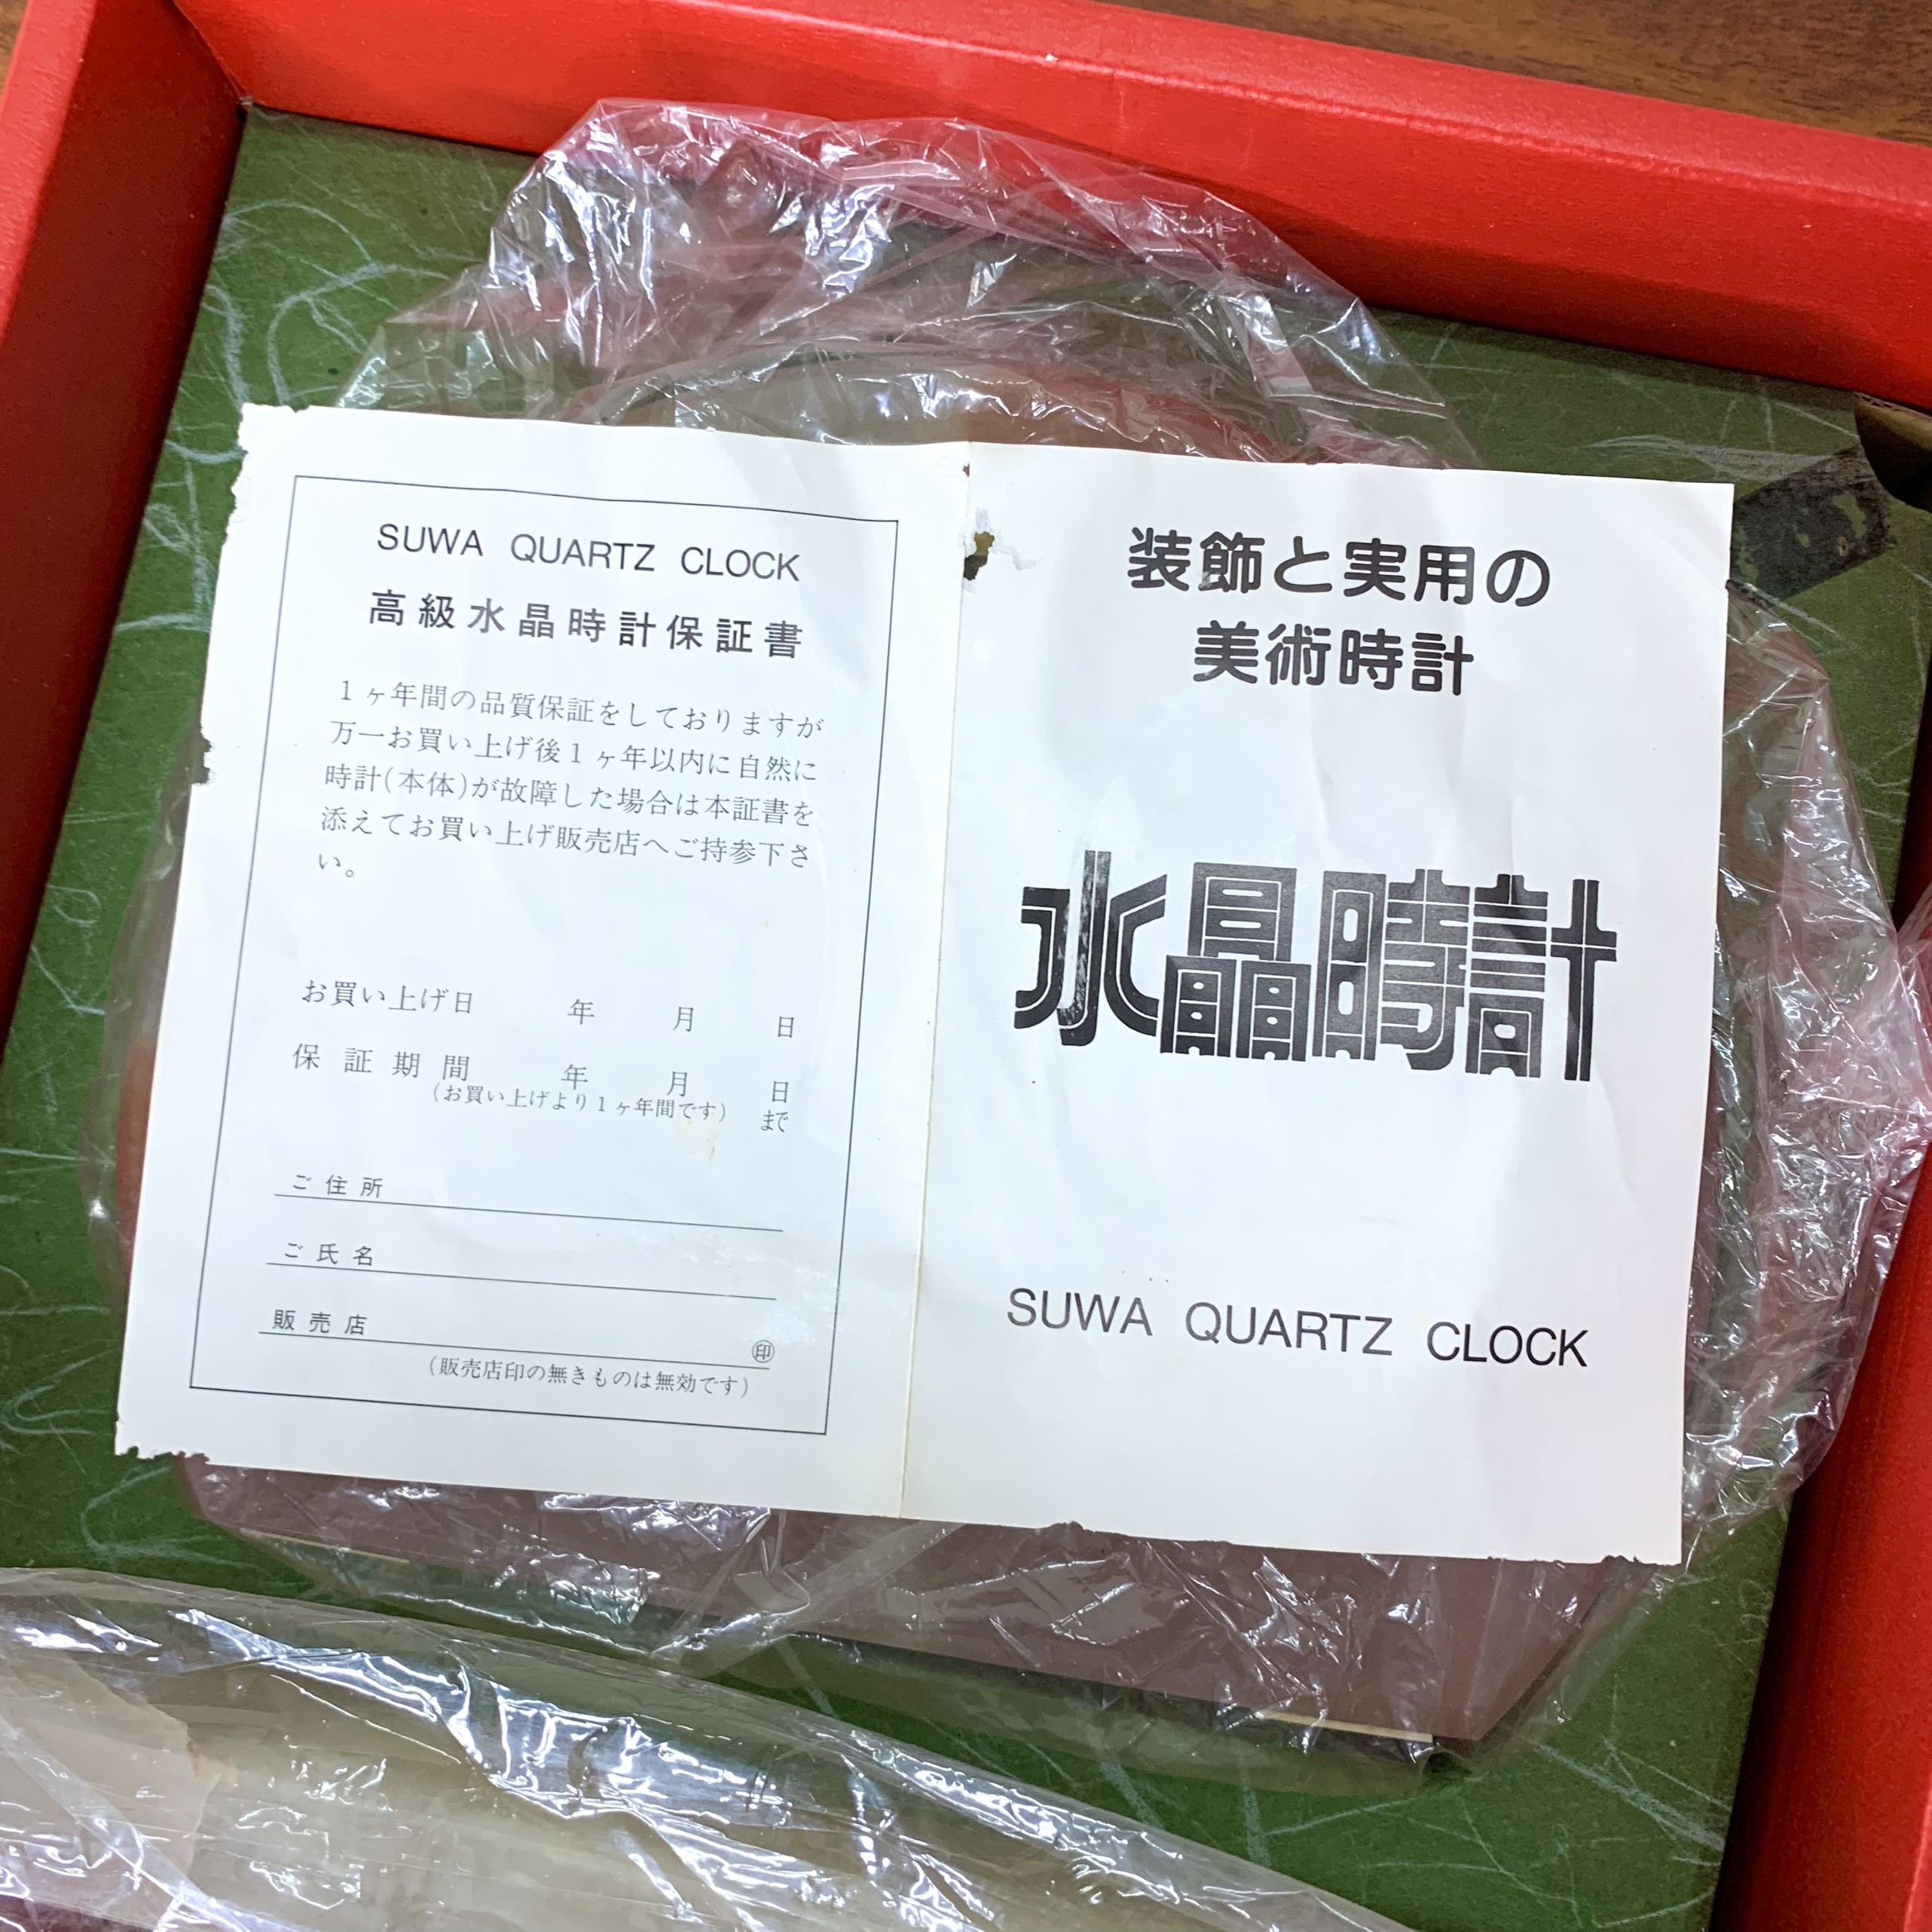 SUWA QUARTZ CLOCK
高級水晶時計保証書
1ヶ年間の品質保証をしておりますが
万一お買い上げ後1ヶ年以内に自然に
時計(本体)が故障した場合は本証書を
添えてお買い上げ販売店へご持参下さ
い。
お買い上げ日 年 月 日
保証期間 年 月 日
(お買い上げより1ヶ年間です) まで
ご住所
ご氏名
販売店 ㊞
(販売店印の無きものは無効です)
装飾と実用の
美術時計
水晶時計
SUWA QUARTZ CLOCK